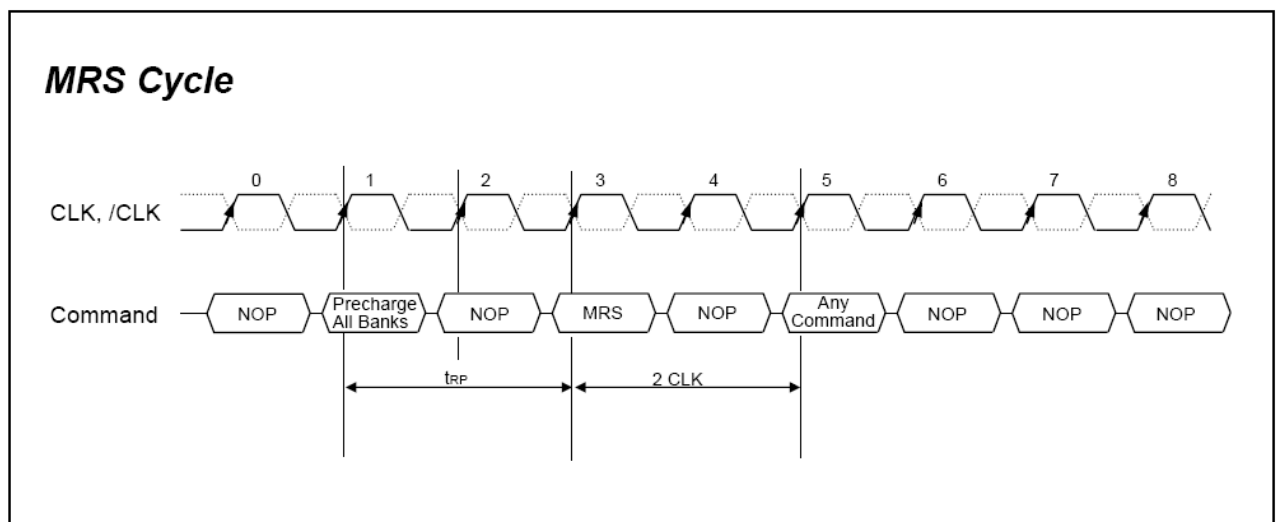 MRS Cycle
0 1 2 3 4 5 6 7 8
CLK, /CLK
Command
NOP
Precharge
All Banks
NOP
MRS
NOP
Any
Command
NOP
NOP
NOP
tRP
2 CLK